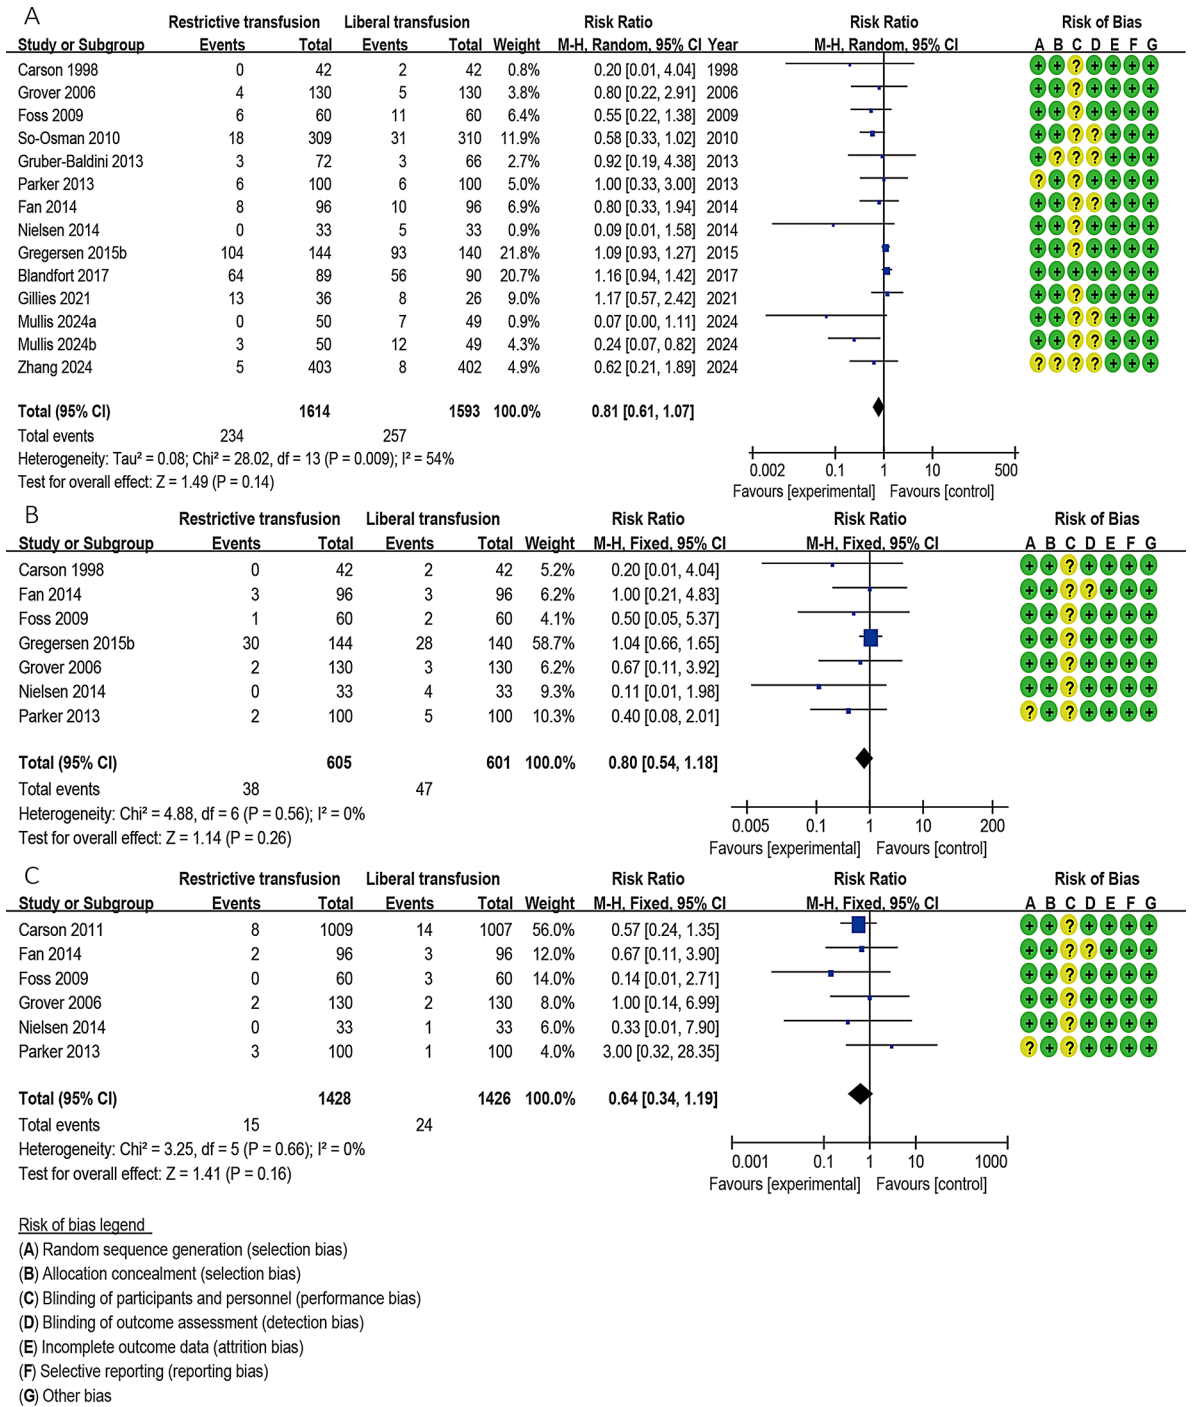 A
Restrictive transfusion Liberal transfusion Risk Ratio Risk Ratio Risk of Bias
Study or Subgroup Events Total Events Total Weight M-H, Random, 95% CI Year M-H, Random, 95% CI A B C D E F G
Carson 1998 0 42 2 42 0.8% 0.20 [0.01, 4.04] 1998 + + ? + + + +
Grover 2006 4 130 5 130 3.8% 0.80 [0.22, 2.91] 2006 + + ? + + + +
Foss 2009 6 60 11 60 6.4% 0.55 [0.22, 1.38] 2009 + + ? + + + +
So-Osman 2010 18 309 31 310 11.9% 0.58 [0.33, 1.02] 2010 + + ? ? + + +
Gruber-Baldini 2013 3 72 3 66 2.7% 0.92 [0.19, 4.38] 2013 + ? ? ? + + +
Parker 2013 6 100 6 100 5.0% 1.00 [0.33, 3.00] 2013 ? + ? + + + +
Fan 2014 8 96 10 96 6.9% 0.80 [0.33, 1.94] 2014 + + ? ? + + +
Nielsen 2014 0 33 5 33 0.9% 0.09 [0.01, 1.58] 2014 + + ? + + + +
Gregersen 2015b 104 144 93 140 21.8% 1.09 [0.93, 1.27] 2015 + + ? + + + +
Blandfort 2017 64 89 56 90 20.7% 1.16 [0.94, 1.42] 2017 + + + + + + +
Gillies 2021 13 36 8 26 9.0% 1.17 [0.57, 2.42] 2021 + + ? + + + +
Mullis 2024a 0 50 7 49 0.9% 0.07 [0.00, 1.11] 2024 + + ? ? + + +
Mullis 2024b 3 50 12 49 4.3% 0.24 [0.07, 0.82] 2024 + + ? ? + + +
Zhang 2024 5 403 8 402 4.9% 0.62 [0.21, 1.89] 2024 ? ? ? ? + + +
Total (95% CI) 1614 1593 100.0% 0.81 [0.61, 1.07]
Total events 234 257
Heterogeneity: Tau² = 0.08; Chi² = 28.02, df = 13 (P = 0.009); I² = 54%
Test for overall effect: Z = 1.49 (P = 0.14)
0.002 0.1 1 10 500
Favours [experimental] Favours [control]
B
Restrictive transfusion Liberal transfusion Risk Ratio Risk Ratio Risk of Bias
Study or Subgroup Events Total Events Total Weight M-H, Fixed, 95% CI M-H, Fixed, 95% CI A B C D E F G
Carson 1998 0 42 2 42 5.2% 0.20 [0.01, 4.04] + + ? + + + +
Fan 2014 3 96 3 96 6.2% 1.00 [0.21, 4.83] + + ? ? + + +
Foss 2009 1 60 2 60 4.1% 0.50 [0.05, 5.37] + + ? + + + +
Gregersen 2015b 30 144 28 140 58.7% 1.04 [0.66, 1.65] + + ? + + + +
Grover 2006 2 130 3 130 6.2% 0.67 [0.11, 3.92] + + ? + + + +
Nielsen 2014 0 33 4 33 9.3% 0.11 [0.01, 1.98] + + ? + + + +
Parker 2013 2 100 5 100 10.3% 0.40 [0.08, 2.01] ? + ? + + + +
Total (95% CI) 605 601 100.0% 0.80 [0.54, 1.18]
Total events 38 47
Heterogeneity: Chi² = 4.88, df = 6 (P = 0.56); I² = 0%
Test for overall effect: Z = 1.14 (P = 0.26)
0.005 0.1 1 10 200
Favours [experimental] Favours [control]
C
Restrictive transfusion Liberal transfusion Risk Ratio Risk Ratio Risk of Bias
Study or Subgroup Events Total Events Total Weight M-H, Fixed, 95% CI M-H, Fixed, 95% CI A B C D E F G
Carson 2011 8 1009 14 1007 56.0% 0.57 [0.24, 1.35] + + ? + + + +
Fan 2014 2 96 3 96 12.0% 0.67 [0.11, 3.90] + + ? ? + + +
Foss 2009 0 60 3 60 14.0% 0.14 [0.01, 2.71] + + ? + + + +
Grover 2006 2 130 2 130 8.0% 1.00 [0.14, 6.99] + + ? + + + +
Nielsen 2014 0 33 1 33 6.0% 0.33 [0.01, 7.90] + + ? + + + +
Parker 2013 3 100 1 100 4.0% 3.00 [0.32, 28.35] ? + ? + + + +
Total (95% CI) 1428 1426 100.0% 0.64 [0.34, 1.19]
Total events 15 24
Heterogeneity: Chi² = 3.25, df = 5 (P = 0.66); I² = 0%
Test for overall effect: Z = 1.41 (P = 0.16)
0.001 0.1 1 10 1000
Favours [experimental] Favours [control]
Risk of bias legend
(A) Random sequence generation (selection bias)
(B) Allocation concealment (selection bias)
(C) Blinding of participants and personnel (performance bias)
(D) Blinding of outcome assessment (detection bias)
(E) Incomplete outcome data (attrition bias)
(F) Selective reporting (reporting bias)
(G) Other bias